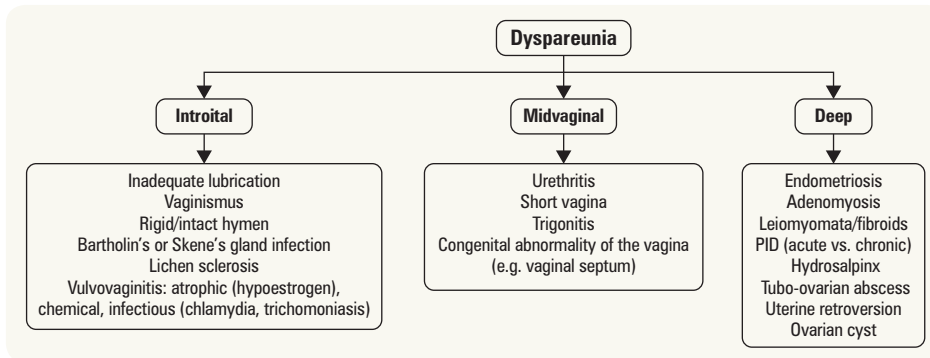 Dyspareunia
Introital
Midvaginal
Deep
Inadequate lubrication
Vaginismus
Rigid/intact hymen
Bartholin's or Skene's gland infection
Lichen sclerosis
Vulvovaginitis: atrophic (hypoestrogen),
chemical, infectious (chlamydia, trichomoniasis)
Urethritis
Short vagina
Trigonitis
Congenital abnormality of the vagina
(e.g. vaginal septum)
Endometriosis
Adenomyosis
Leiomyomata/fibroids
PID (acute vs. chronic)
Hydrosalpinx
Tubo-ovarian abscess
Uterine retroversion
Ovarian cyst